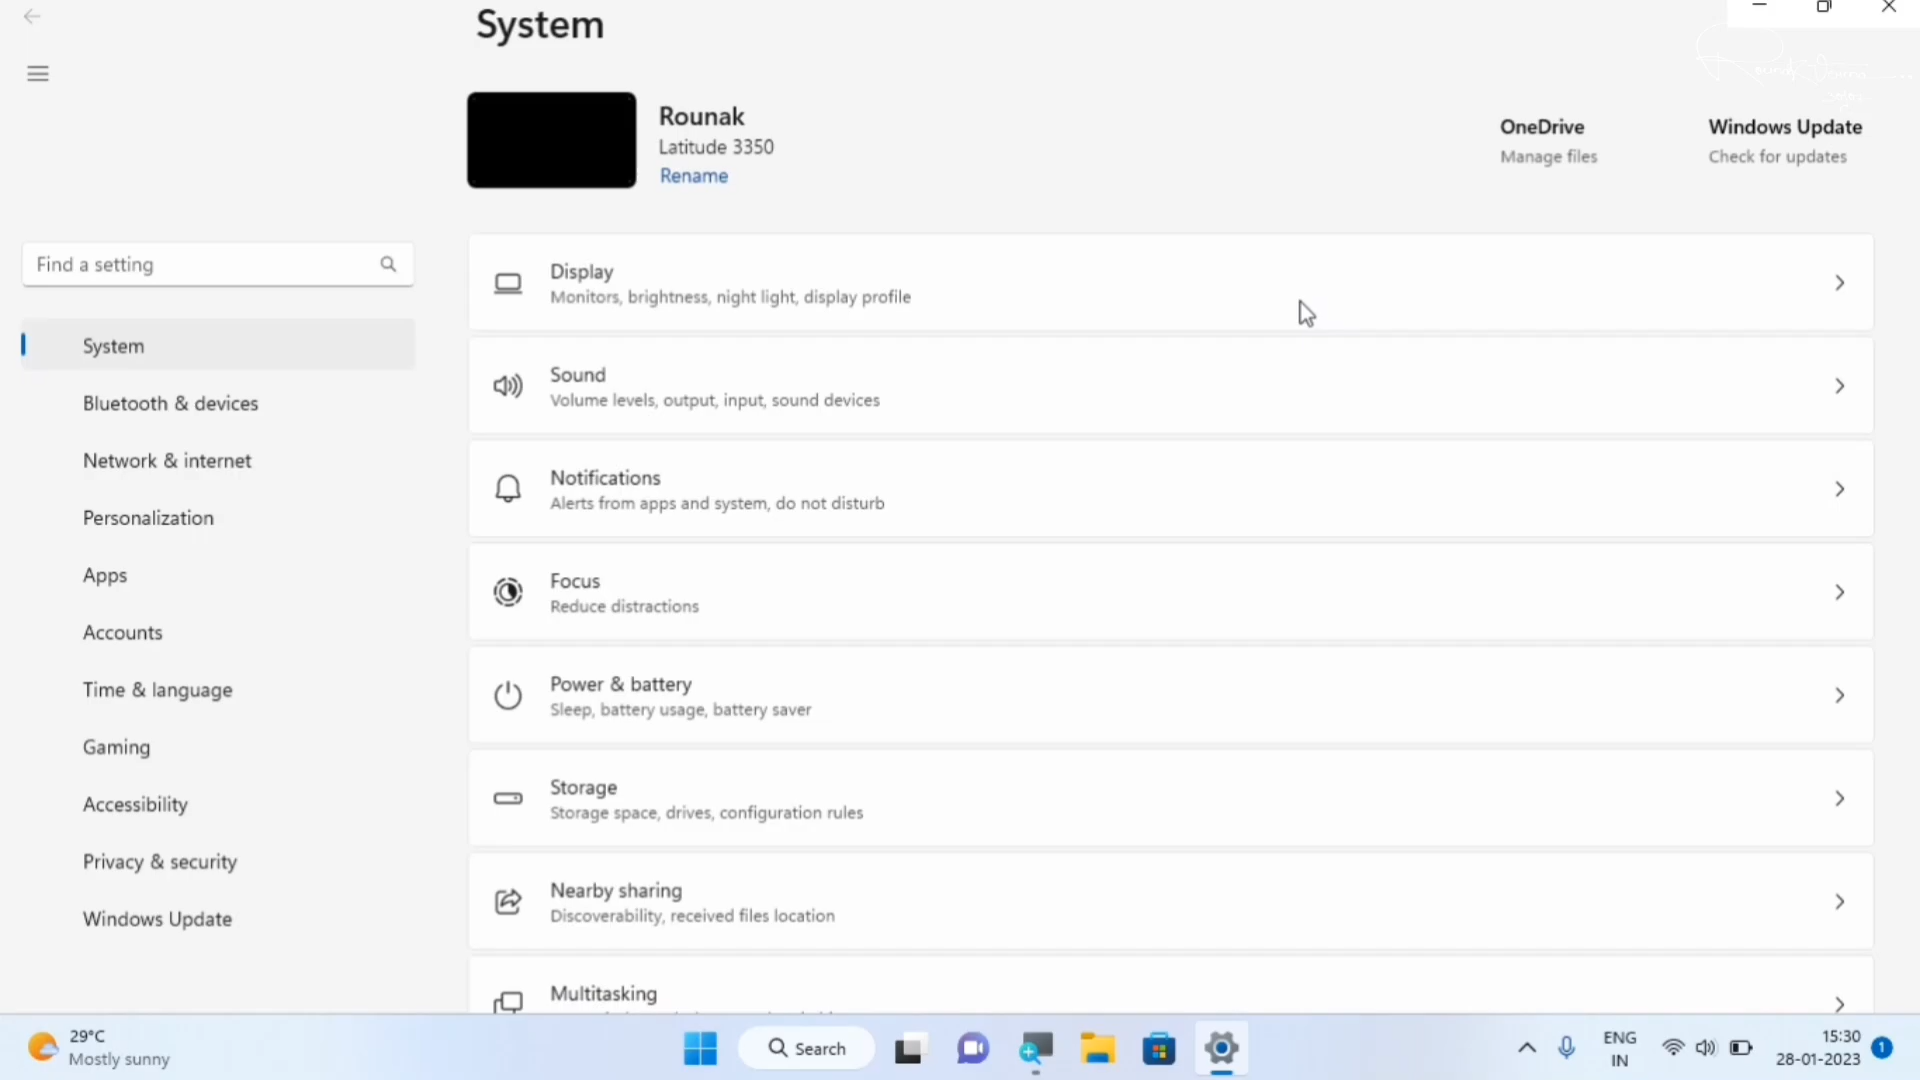 System
Rounak
Latitude 3350
Rename
OneDrive
Manage files
Windows Update
Check for updates
Find a setting
System
Bluetooth & devices
Network & internet
Personalization
Apps
Accounts
Time & language
Gaming
Accessibility
Privacy & security
Windows Update
Display
Monitors, brightness, night light, display profile
Sound
Volume levels, output, input, sound devices
Notifications
Alerts from apps and system, do not disturb
Focus
Reduce distractions
Power & battery
Sleep, battery usage, battery saver
Storage
Storage space, drives, configuration rules
Nearby sharing
Discoverability, received files location
Multitasking
29°C
Mostly sunny
Search
ENG
IN
15:30
28-01-2023
1